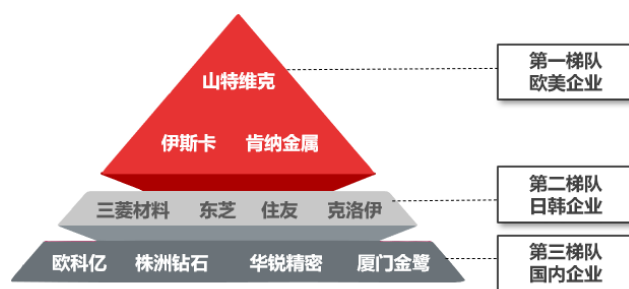 山特维克
第一梯队
欧美企业
伊斯卡 肯纳金属
三菱材料 东芝 住友 克洛伊
第二梯队
日韩企业
欧科亿 株洲钻石 华锐精密 厦门金鹭
第三梯队
国内企业